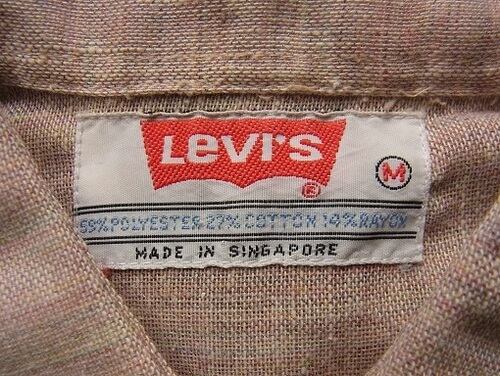 Levi's
®
M
59% POLYESTER 27% COTTON 14% RAYON
MADE IN SINGAPORE